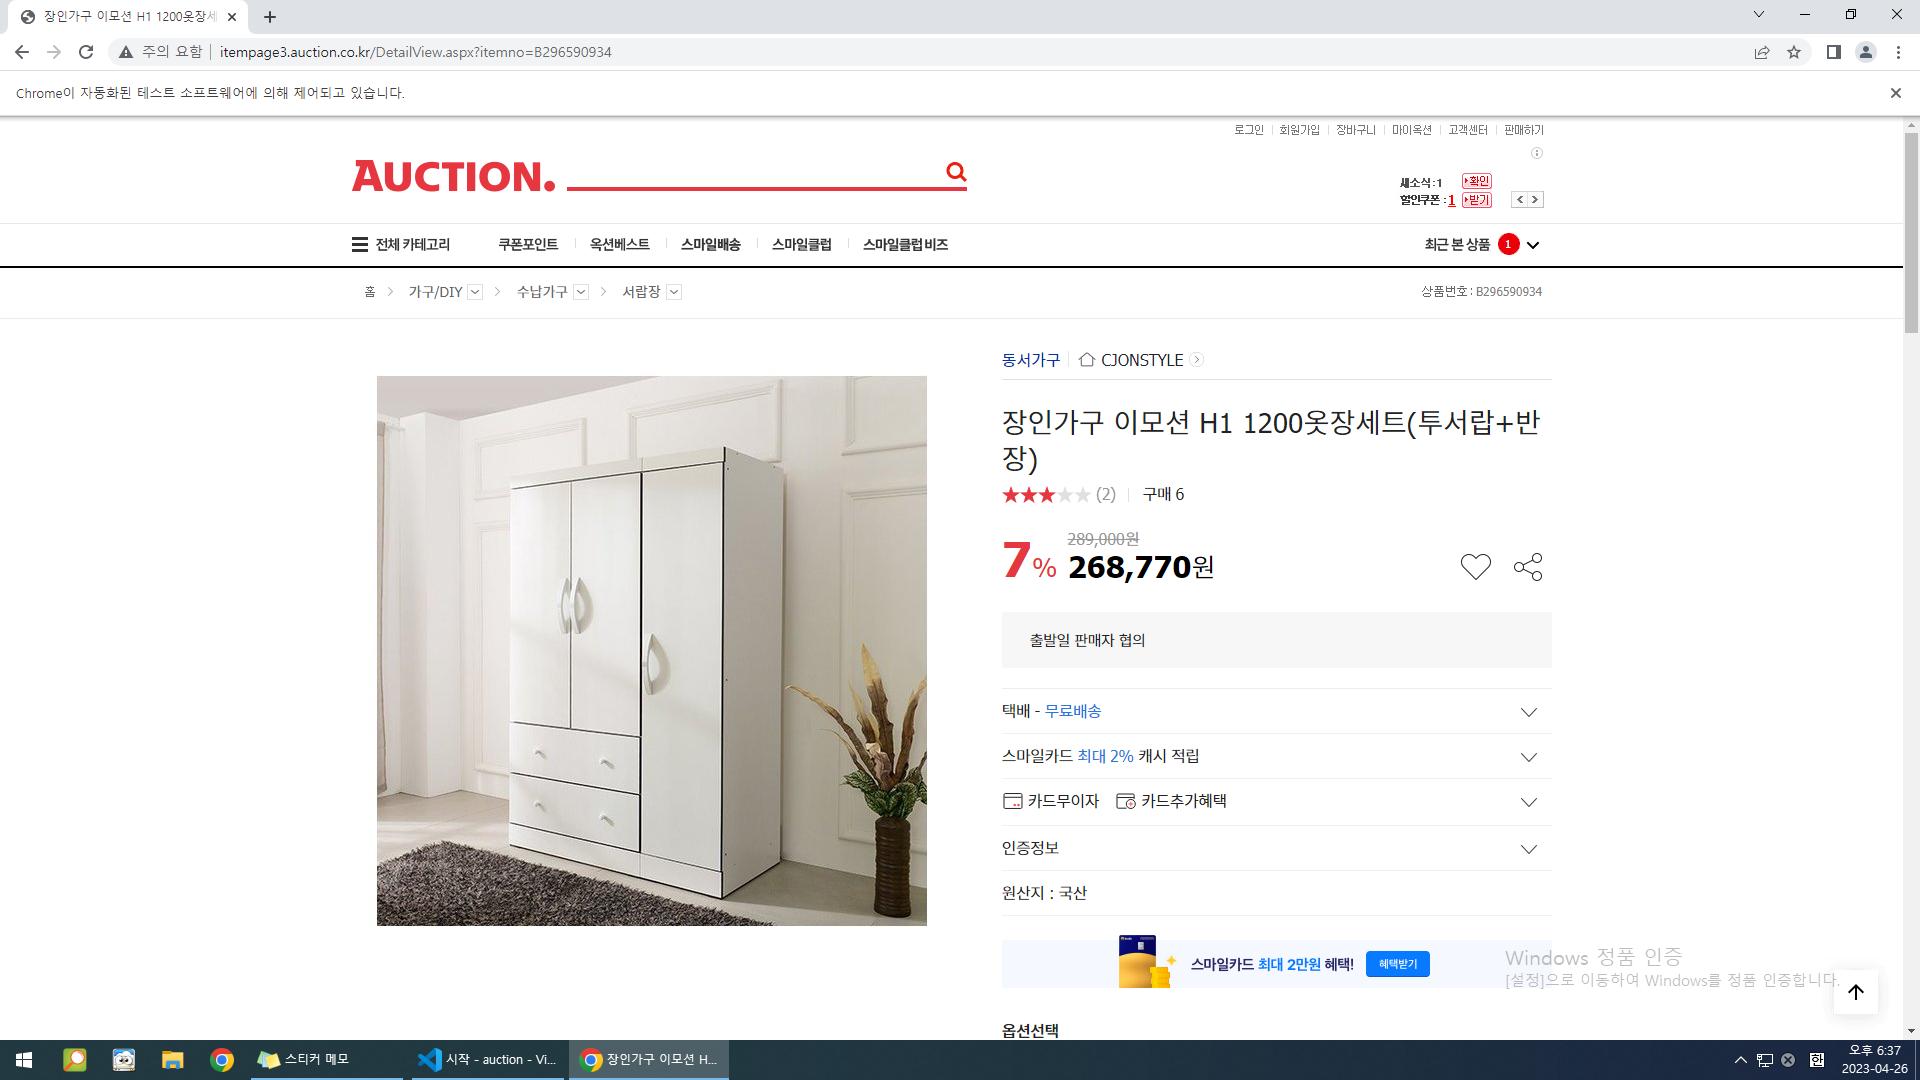 장인가구 이모션 H1 1200옷장세
주의 요함 itempage3.auction.co.kr/DetailView.aspx?itemno=B296590934
Chrome이 자동화된 테스트 소프트웨어에 의해 제어되고 있습니다.
로그인 회원가입 장바구니 마이옥션 고객센터 판매하기
AUCTION.
새소식:1 확인
할인쿠폰 : 1 받기
전체 카테고리 쿠폰포인트 옥션베스트 스마일배송 스마일클럽 스마일클럽 비즈 최근 본 상품 1
홈 가구/DIY 수납가구 서랍장 상품번호 : B296590934
동서가구 CJONSTYLE
장인가구 이모션 H1 1200옷장세트(투서랍+반
장)
(2) 구매 6
289,000원
7% 268,770원
출발일 판매자 협의
택배 - 무료배송
스마일카드 최대 2% 캐시 적립
카드무이자 카드추가혜택
인증정보
원산지 : 국산
스마일카드 최대 2만원 혜택! 혜택받기
Windows 정품 인증
[설정]으로 이동하여 Windows를 정품 인증합니다.
옵션선택
스티커 메모 시작 - auction - Vi... 장인가구 이모션 H... 한 오후 6:37
2023-04-26